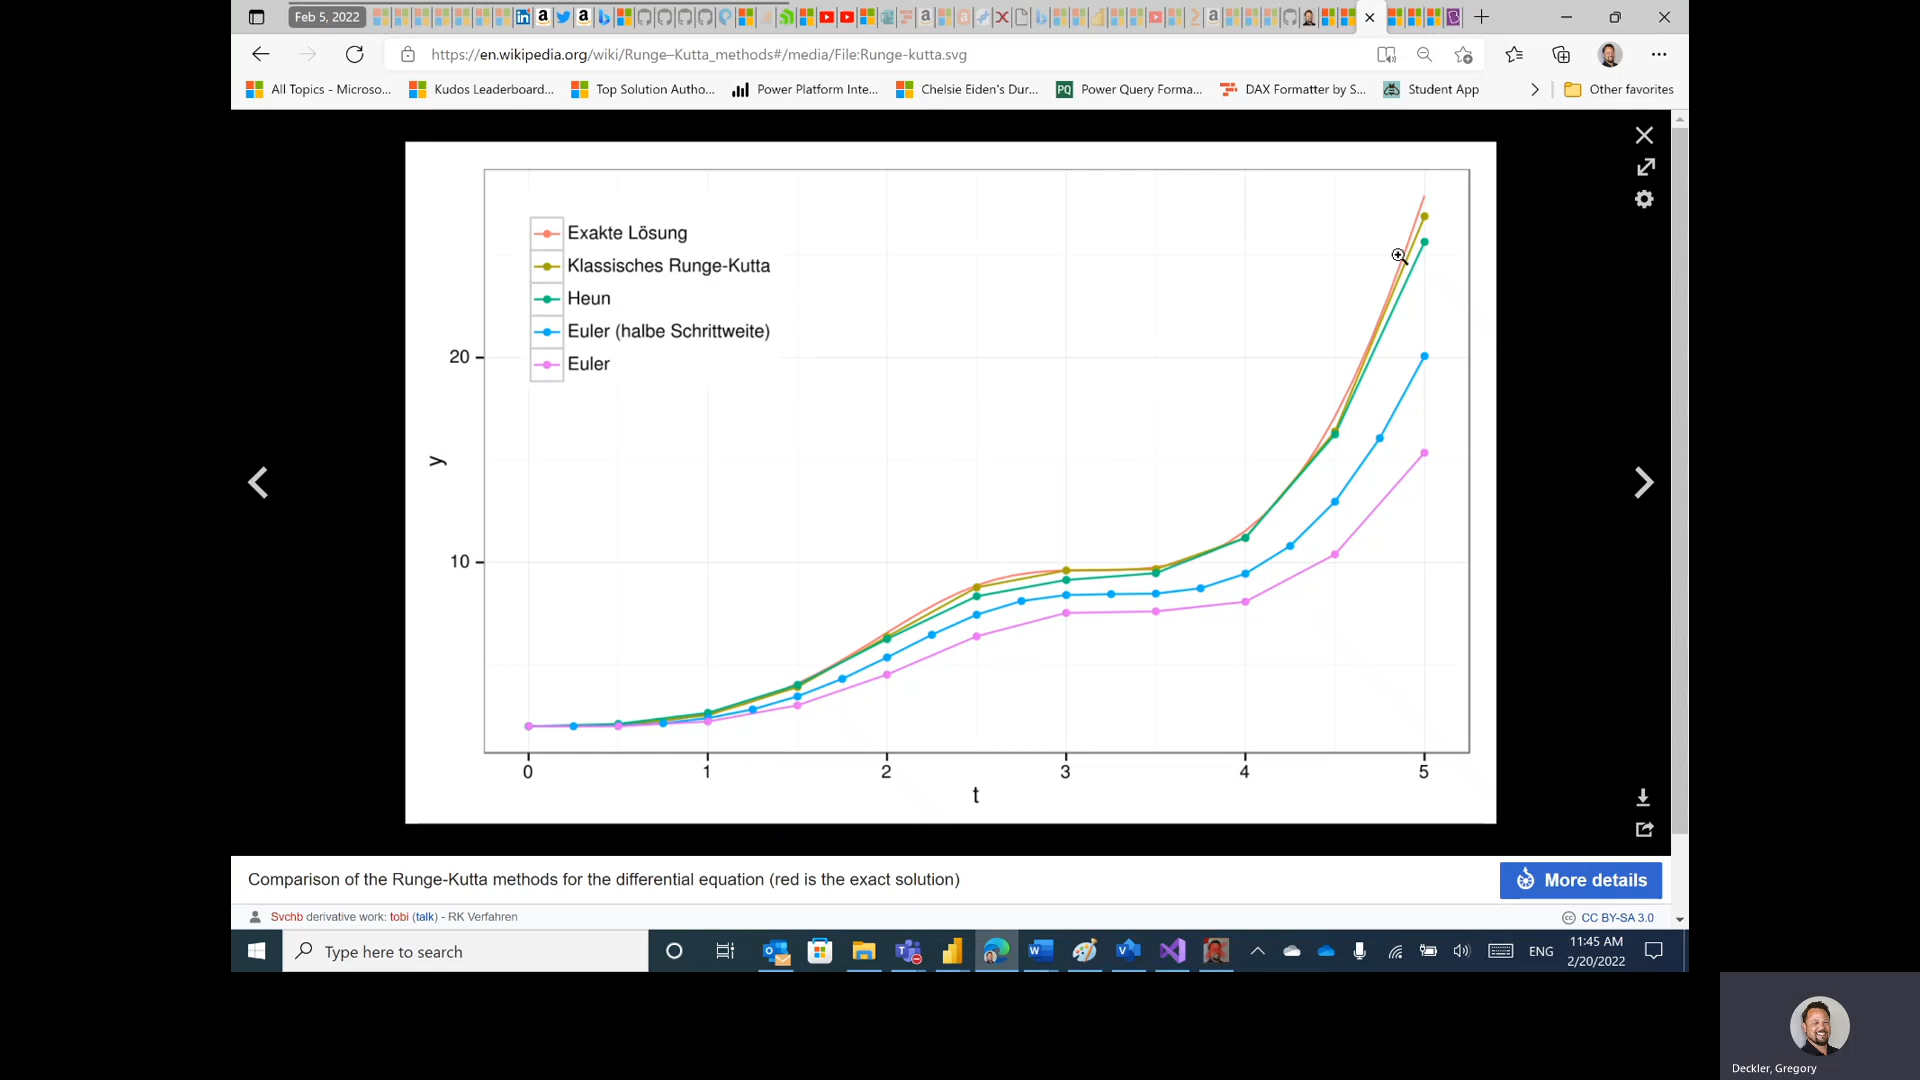 Feb 5, 2022
https://en.wikipedia.org/wiki/Runge–Kutta_methods#/media/File:Runge-kutta.svg
All Topics - Microso...
Kudos Leaderboard...
Top Solution Autho...
Power Platform Inte...
Chelsie Eiden's Dur...
PQ
Power Query Forma...
DAX Formatter by S...
Student App
Other favorites
Exakte Lösung
Klassisches Runge-Kutta
Heun
Euler (halbe Schrittweite)
Euler
20
10
y
0 1 2 3 4 5
t
Comparison of the Runge-Kutta methods for the differential equation (red is the exact solution)
More details
Svchb derivative work: tobi (talk) - RK Verfahren
CC BY-SA 3.0
Type here to search
ENG
11:45 AM
2/20/2022
Deckler, Gregory